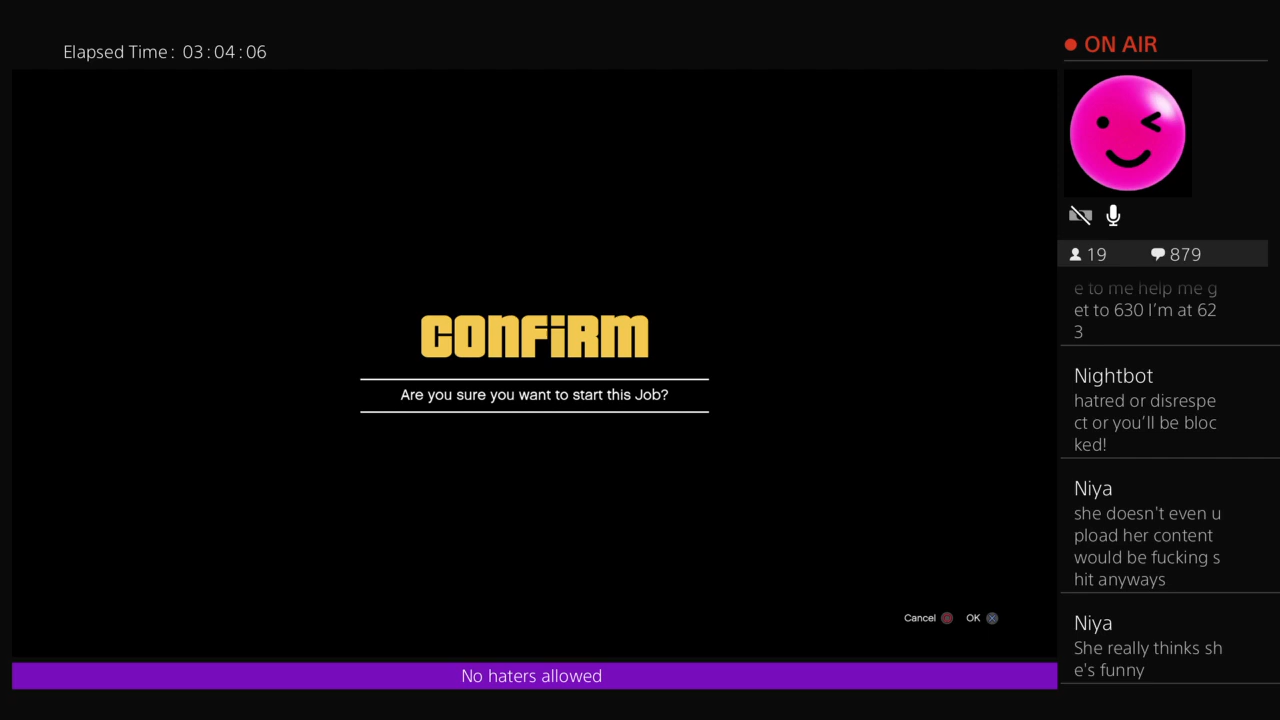 Elapsed Time: 03:04:06
ON AIR
19 879
e to me help me g
et to 630 I'm at 62
3
Nightbot
hatred or disrespe
ct or you'll be bloc
ked!
Niya
she doesn't even u
pload her content
would be fucking s
hit anyways
Niya
She really thinks sh
e's funny
CONFIRM
Are you sure you want to start this Job?
Cancel OK
No haters allowed